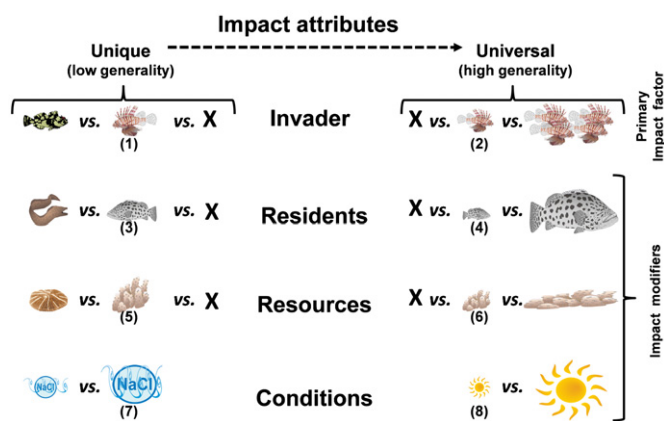 Impact attributes
Unique
(low generality)
Universal
(high generality)
vs. vs. X
(1)
Invader
X vs. vs.
(2)
Primary
Impact factor
vs. vs. X
(3)
Residents
X vs. vs.
(4)
vs. vs. X
(5)
Resources
X vs. vs.
(6)
Impact modifiers
NaCl vs. NaCl
(7)
Conditions
vs.
(8)